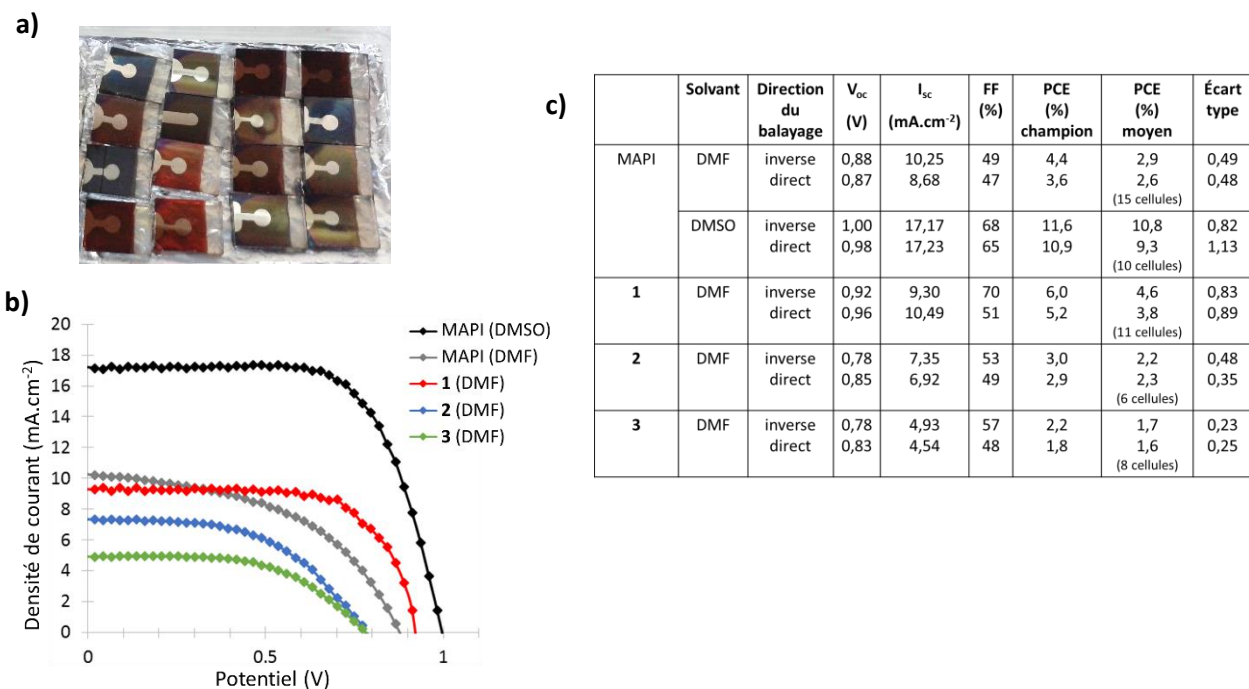 a)
b)
20
18
16
14
12
10
8
6
4
2
0
0
0.5
1
Densité de courant (mA.cm-2)
Potentiel (V)
MAPI (DMSO)
MAPI (DMF)
1 (DMF)
2 (DMF)
3 (DMF)
c)
Solvant Direction Voc Isc FF PCE PCE Écart
du (V) (mA.cm-2) (%) (%) (%) type
balayage champion moyen
MAPI DMF inverse 0,88 10,25 49 4,4 2,9 0,49
direct 0,87 8,68 47 3,6 2,6 0,48
(15 cellules)
DMSO inverse 1,00 17,17 68 11,6 10,8 0,82
direct 0,98 17,23 65 10,9 9,3 1,13
(10 cellules)
1 DMF inverse 0,92 9,30 70 6,0 4,6 0,83
direct 0,96 10,49 51 5,2 3,8 0,89
(11 cellules)
2 DMF inverse 0,78 7,35 53 3,0 2,2 0,48
direct 0,85 6,92 49 2,9 2,3 0,35
(6 cellules)
3 DMF inverse 0,78 4,93 57 2,2 1,7 0,23
direct 0,83 4,54 48 1,8 1,6 0,25
(8 cellules)